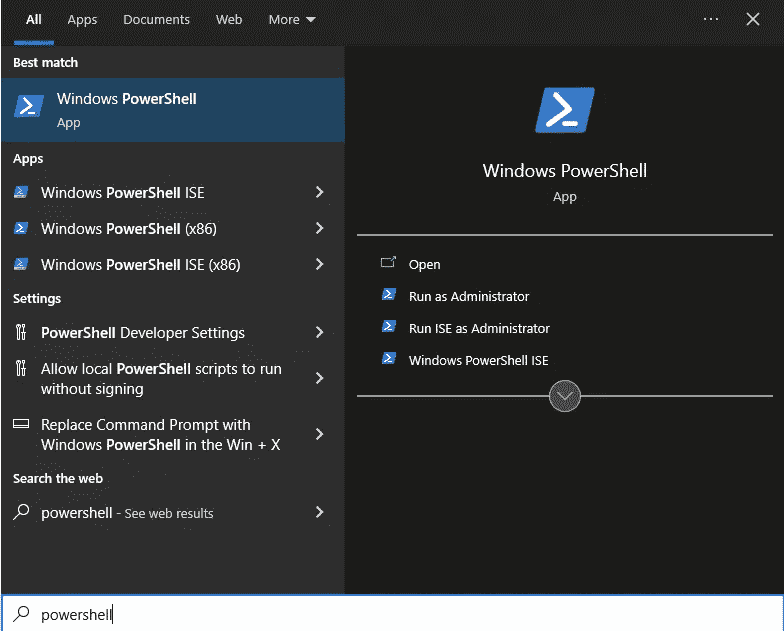 All Apps Documents Web More
Best match
Windows PowerShell
App
Apps
Windows PowerShell ISE
Windows PowerShell (x86)
Windows PowerShell ISE (x86)
Settings
PowerShell Developer Settings
Allow local PowerShell scripts to run
without signing
Replace Command Prompt with
Windows PowerShell in the Win + X
Search the web
powershell - See web results
Windows PowerShell
App
Open
Run as Administrator
Run ISE as Administrator
Windows PowerShell ISE
powershell